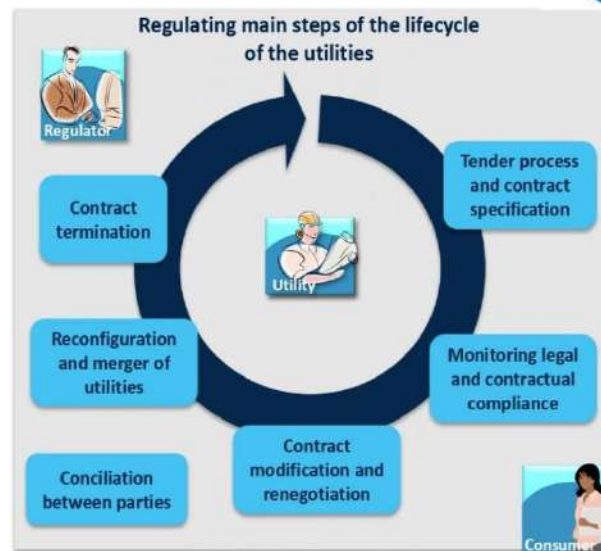 Regulating main steps of the lifecycle
of the utilities
Regulator
Tender process
and contract
specification
Contract
termination
Utility
Reconfiguration
and merger of
utilities
Monitoring legal
and contractual
compliance
Contract
modification and
renegotiation
Conciliation
between parties
Consumer